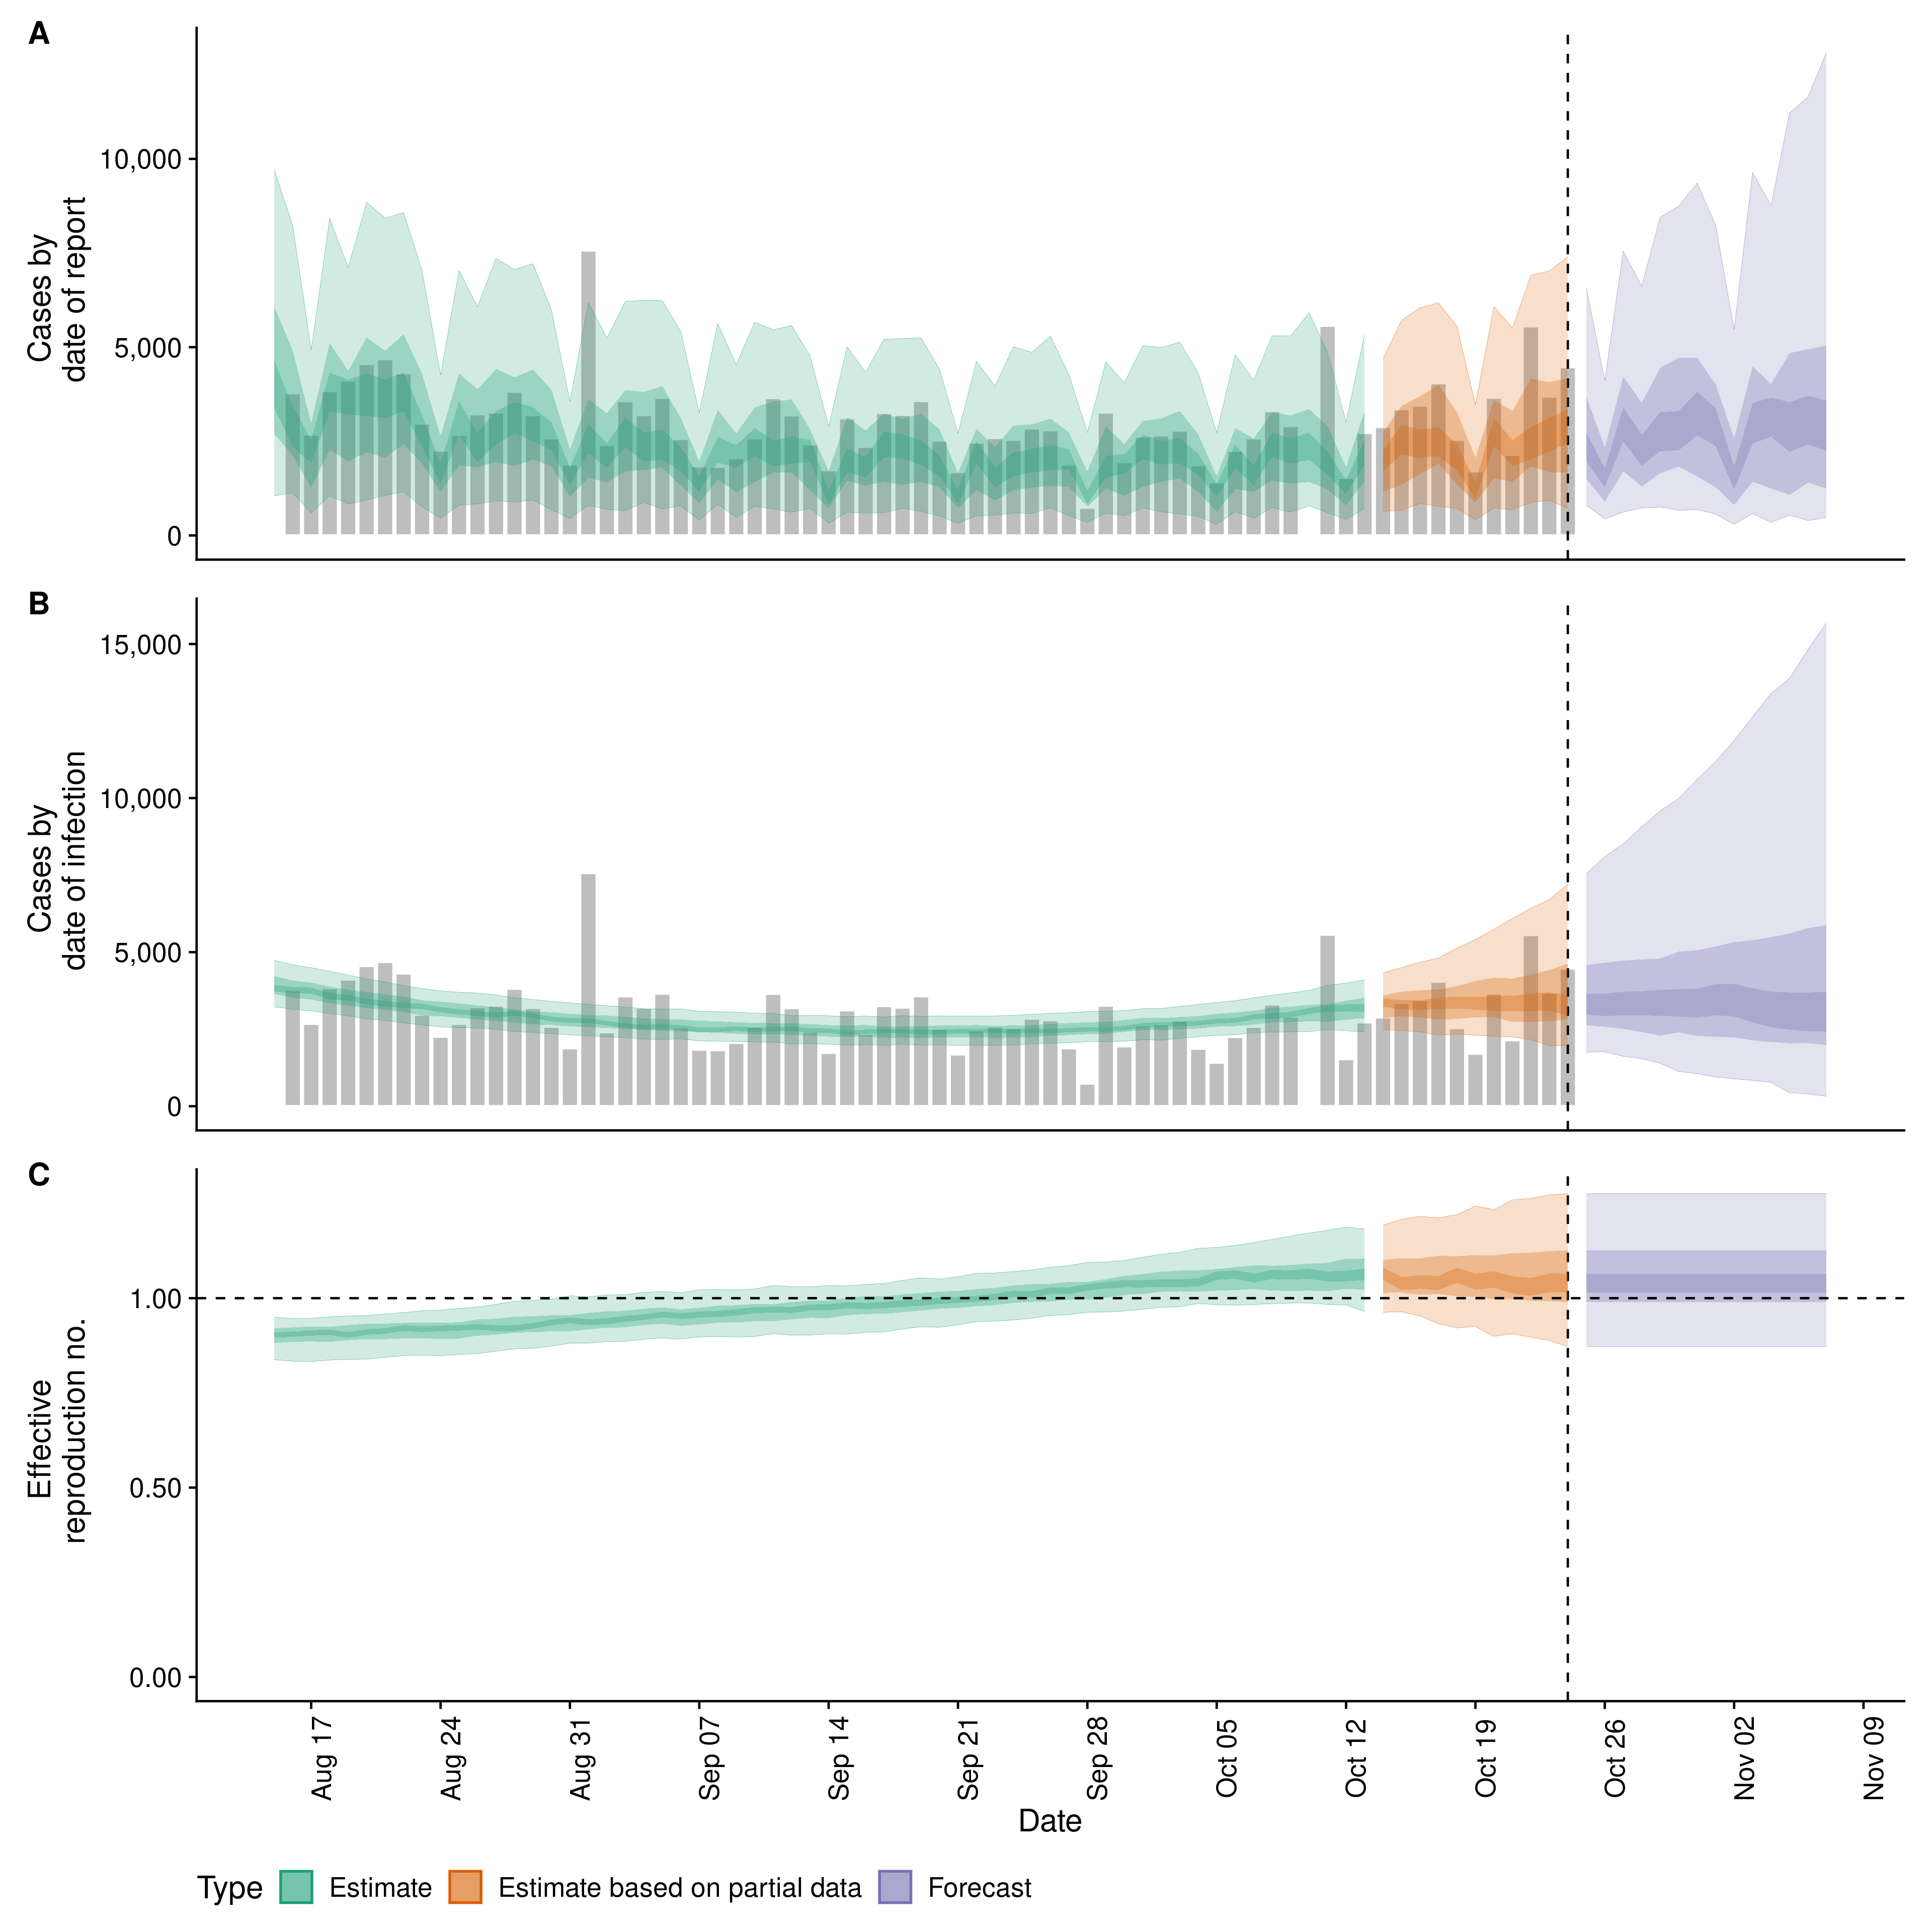 A
10,000
5,000
0
Cases by
date of report
B
15,000
10,000
5,000
0
Cases by
date of infection
C
1.00
0.50
0.00
Effective
reproduction no.
Aug 17
Aug 24
Aug 31
Sep 07
Sep 14
Sep 21
Sep 28
Oct 05
Oct 12
Oct 19
Oct 26
Nov 02
Nov 09
Date
Type Estimate Estimate based on partial data Forecast